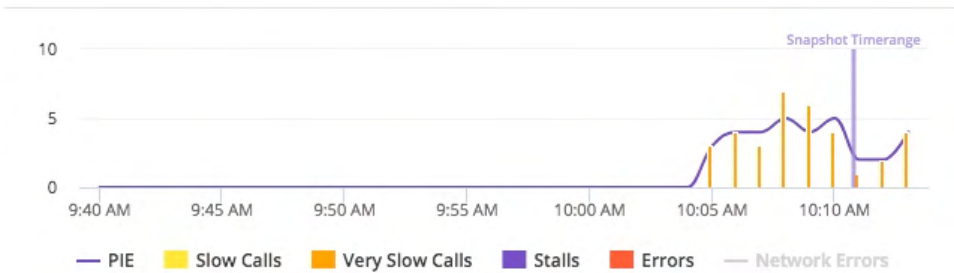 Snapshot Timerange
10
5
0
9:40 AM 9:45 AM 9:50 AM 9:55 AM 10:00 AM 10:05 AM 10:10 AM
PIE Slow Calls Very Slow Calls Stalls Errors Network Errors